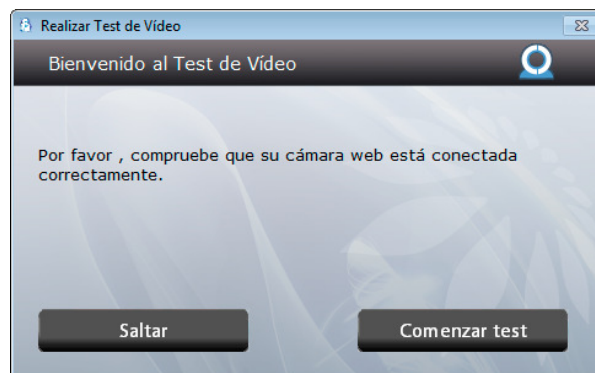 Realizar Test de Vídeo
Bienvenido al Test de Vídeo
Por favor , compruebe que su cámara web está conectada
correctamente.
Saltar
Comenzar test